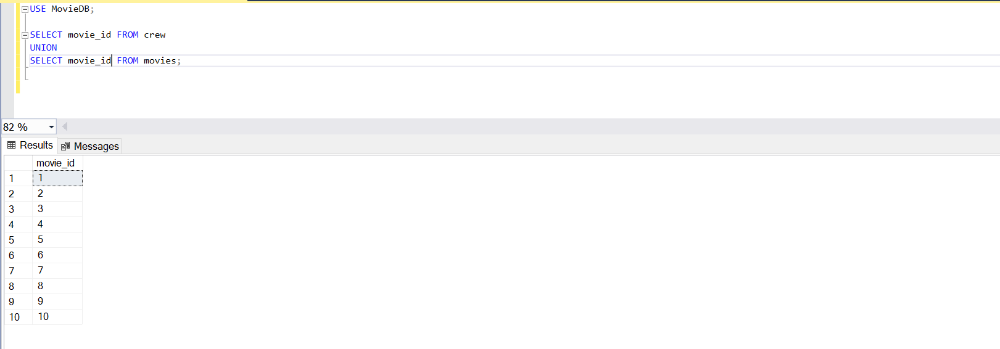 USE MovieDB;
SELECT movie_id FROM crew
UNION
SELECT movie_id FROM movies;
82 %
Results Messages
movie_id
1 1
2 2
3 3
4 4
5 5
6 6
7 7
8 8
9 9
10 10